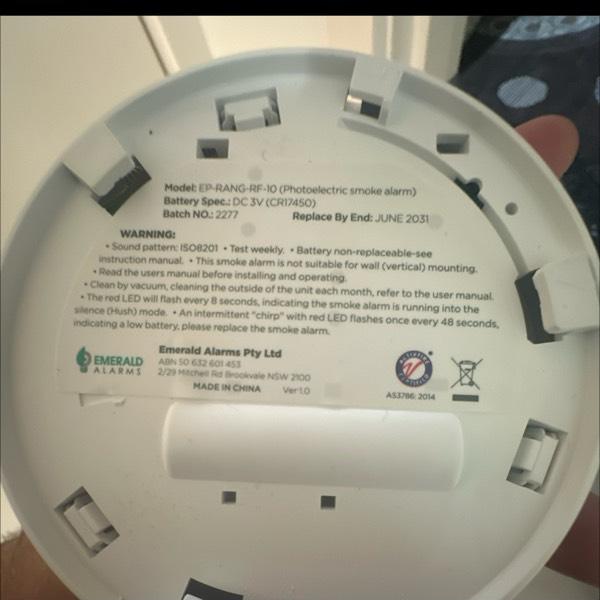 Model: EP-RANG-RF-10 (Photoelectric smoke alarm)
Battery Spec.: DC 3V (CR17450)
Batch NO.: 2277 Replace By End: JUNE 2031
WARNING:
• Sound pattern: ISO8201 • Test weekly. • Battery non-replaceable-see
instruction manual. • This smoke alarm is not suitable for wall (vertical) mounting.
• Read the users manual before installing and operating.
• Clean by vacuum, cleaning the outside of the unit each month, refer to the user manual.
• The red LED will flash every 8 seconds, indicating the smoke alarm is running into the
silence (Hush) mode. • An intermittent "chirp" with red LED flashes once every 48 seconds,
indicating a low battery, please replace the smoke alarm.
EMERALD
ALARMS
Emerald Alarms Pty Ltd
ABN 50 632 601 453
2/29 Mitchell Rd Brookvale NSW 2100
MADE IN CHINA Ver1.0
AS3786: 2014